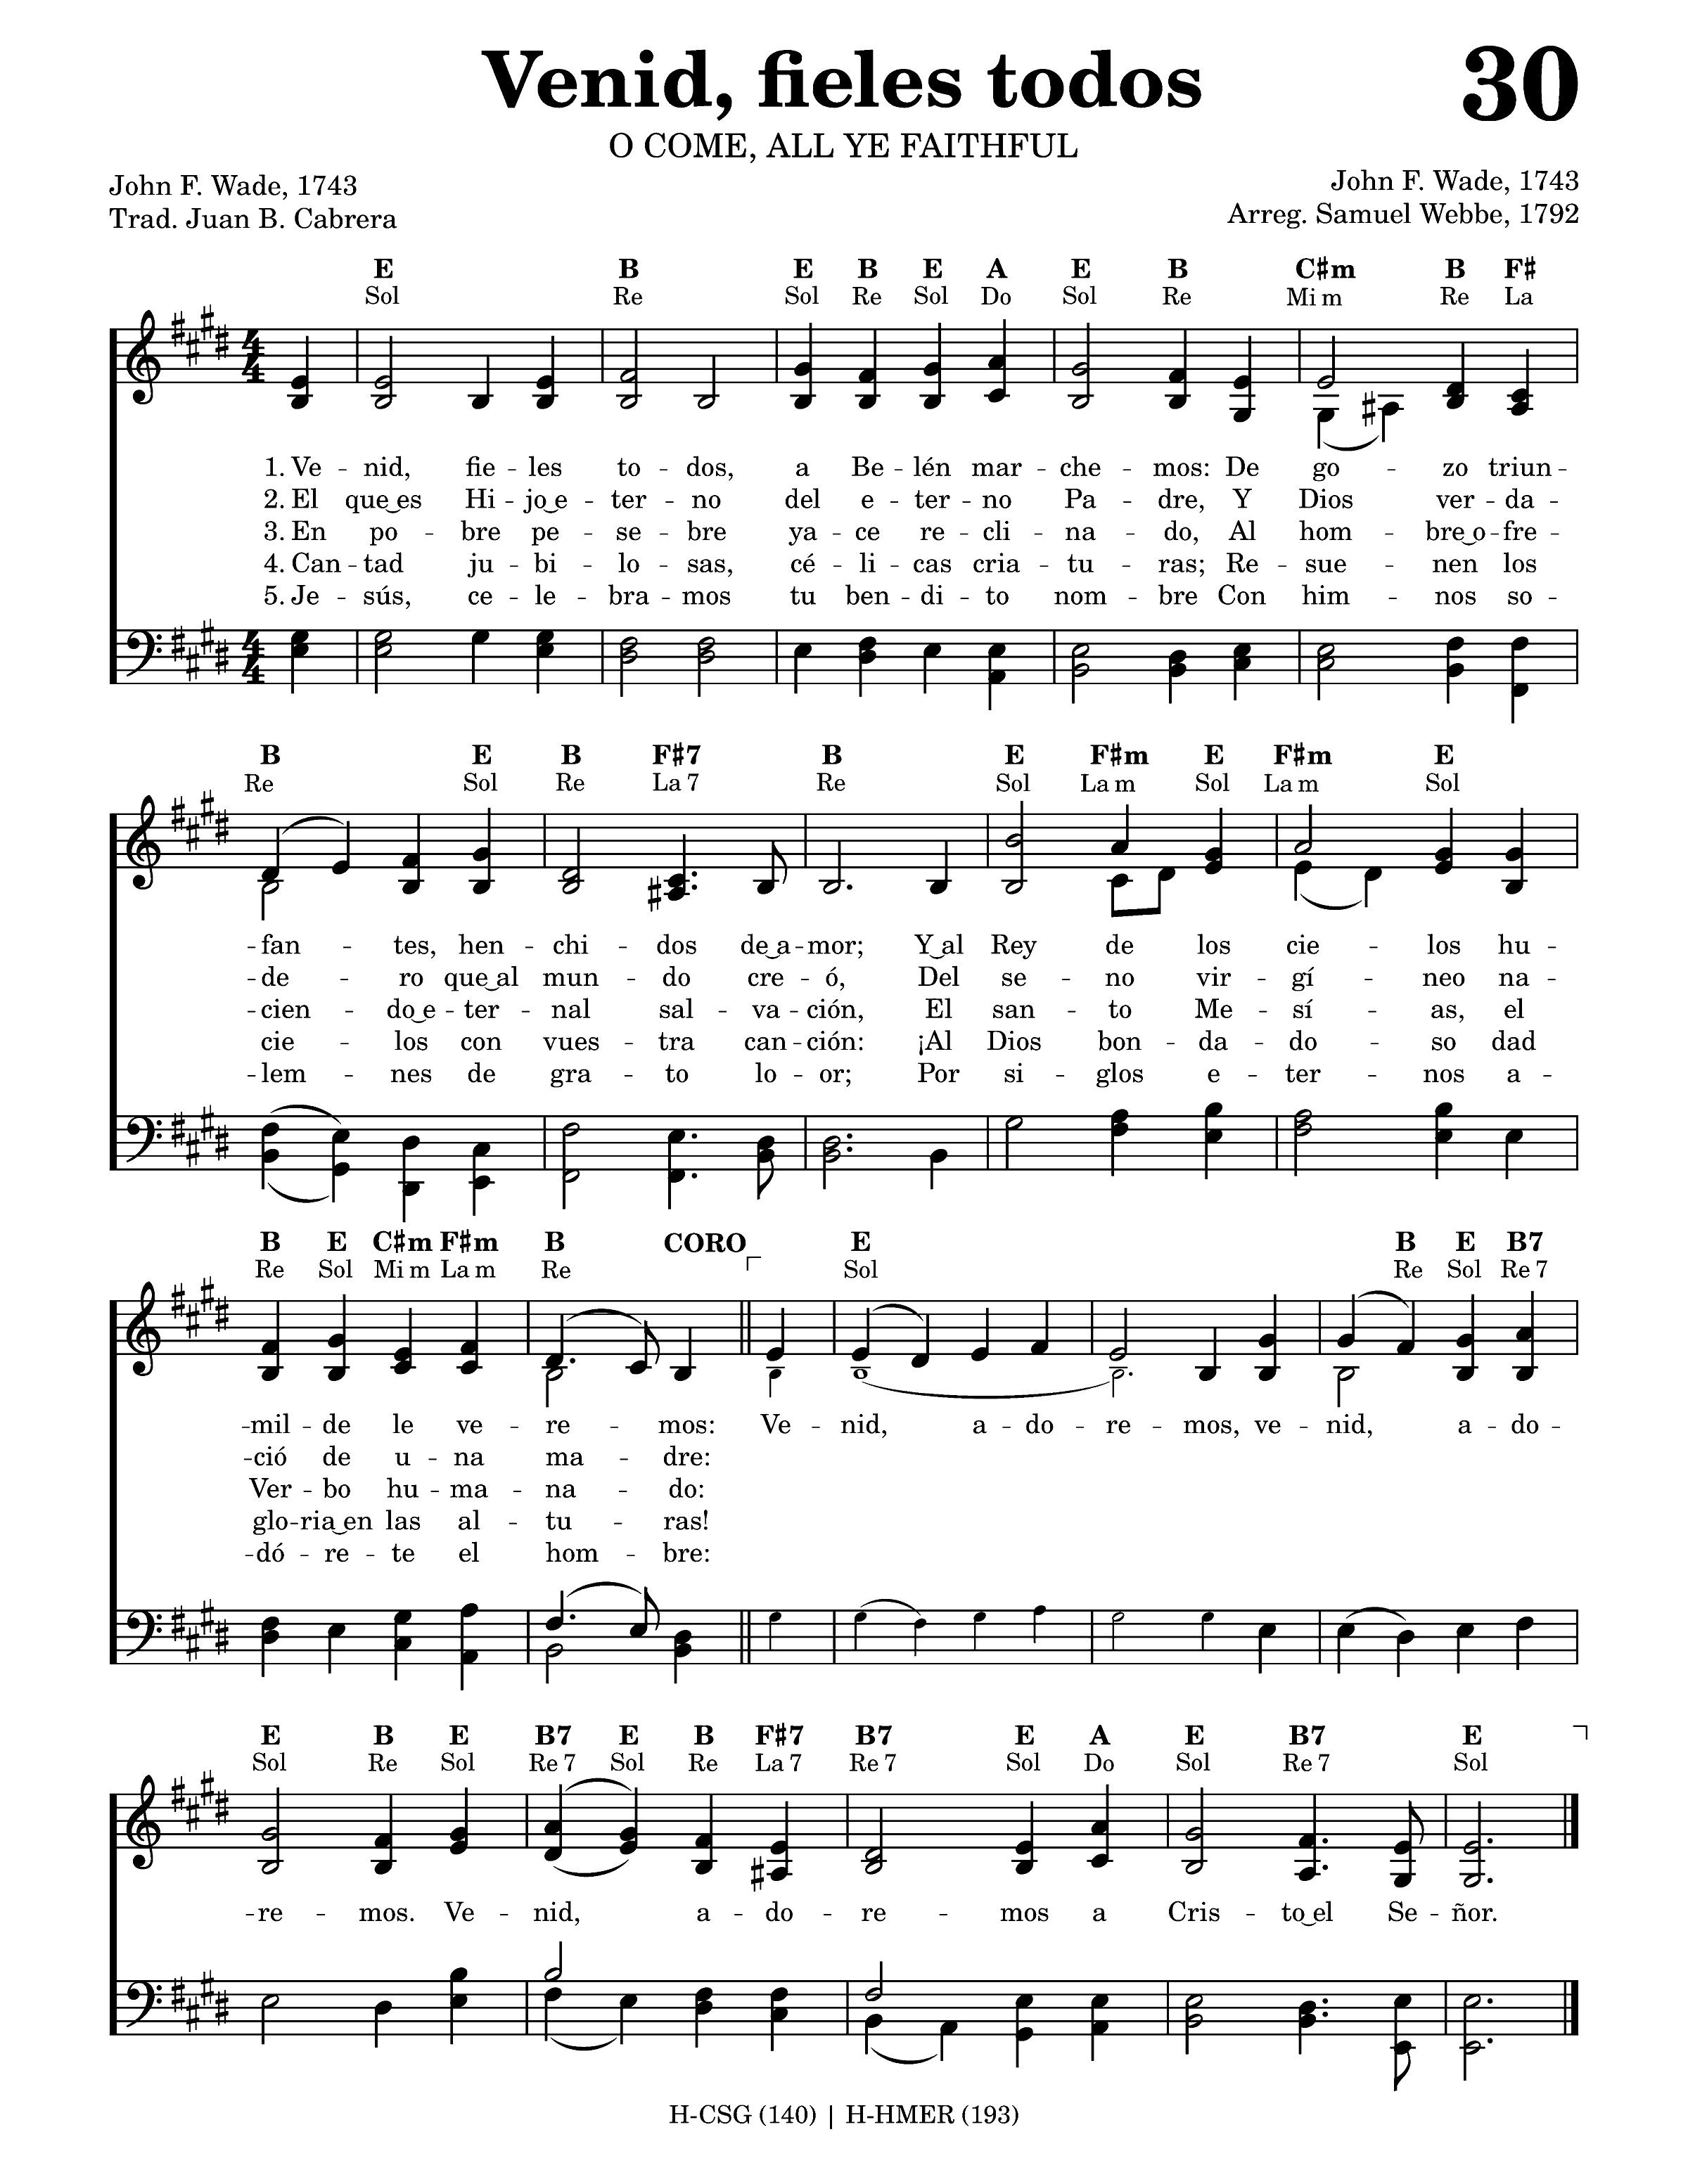 Venid, fieles todos
30
O COME, ALL YE FAITHFUL
John F. Wade, 1743
Trad. Juan B. Cabrera
John F. Wade, 1743
Arreg. Samuel Webbe, 1792
E B E B E A E B C♯m B F♯
Sol Re Sol Re Sol Do Sol Re Mi m Re La
1. Ve - nid, fie - les to - dos, a Be - lén mar - che - mos: De go - zo triun -
2. El que‿es Hi - jo‿e - ter - no del e - ter - no Pa - dre, Y Dios ver - da -
3. En po - bre pe - se - bre ya - ce re - cli - na - do, Al hom - bre‿o - fre -
4. Can - tad ju - bi - lo - sas, cé - li - cas cria - tu - ras; Re - sue - nen los
5. Je - sús, ce - le - bra - mos tu ben - di - to nom - bre Con him - nos so -
B E B F♯7 B E F♯m E F♯m E
Re Sol Re La 7 Re Sol La m Sol La m Sol
- fan - tes, hen - chi - dos de‿a - mor; Y‿al Rey de los cie - los hu -
- de - ro que‿al mun - do cre - ó, Del se - no vir - gí - neo na -
- cien - do‿e - ter - nal sal - va - ción, El san - to Me - sí - as, el
cie - los con vues - tra can - ción: ¡Al Dios bon - da - do - so dad
- lem - nes de gra - to lo - or; Por si - glos e - ter - nos a -
B E C♯m F♯m B CORO E B E B7
Re Sol Mi m La m Re Sol Re Sol Re 7
- mil - de le ve - re - mos: Ve - nid, a - do - re - mos, ve - nid, a - do -
- ció de u - na ma - dre:
Ver - bo hu - ma - na - do:
glo - ria‿en las al - tu - ras!
- dó - re - te el hom - bre:
E B E B7 E B F♯7 B7 E A E B7 E
Sol Re Sol Re 7 Sol Re La 7 Re 7 Sol Do Sol Re 7 Sol
- re - mos. Ve - nid, a - do - re - mos a Cris - to‿el Se - ñor.
H-CSG (140) | H-HMER (193)